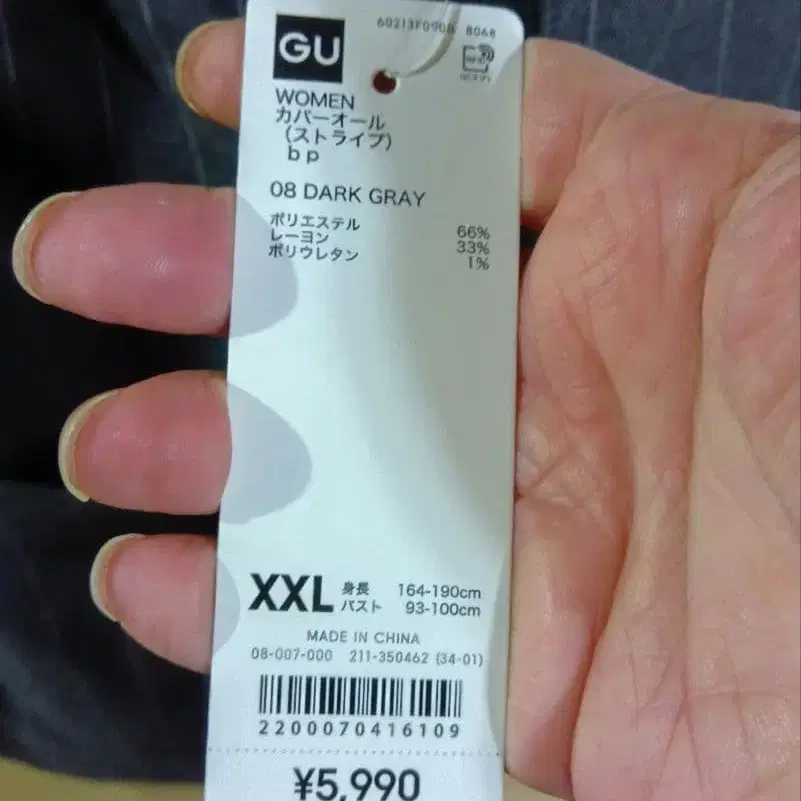 GU
60213F090B 8068
WOMEN
カバーオール
(ストライプ)
bp
08 DARK GRAY
ポリエステル 66%
レーヨン 33%
ポリウレタン 1%
XXL
身長 164-190cm
バスト 93-100cm
MADE IN CHINA
08-007-000 211-350462 (34-01)
2200070416109
¥5,990